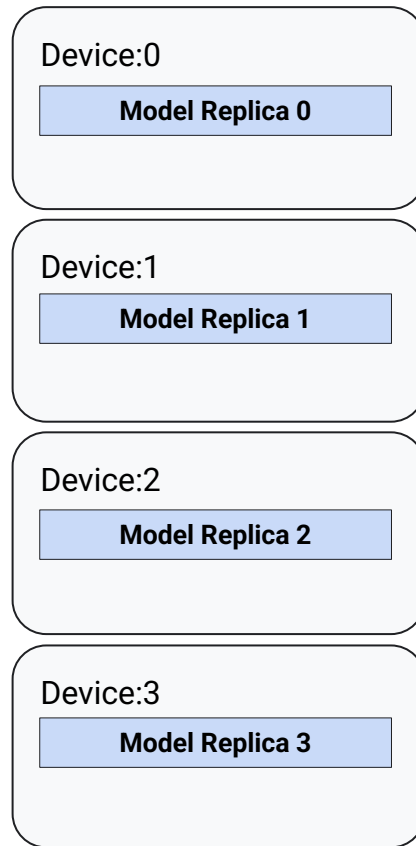 Device:0
Model Replica 0
Device:1
Model Replica 1
Device:2
Model Replica 2
Device:3
Model Replica 3